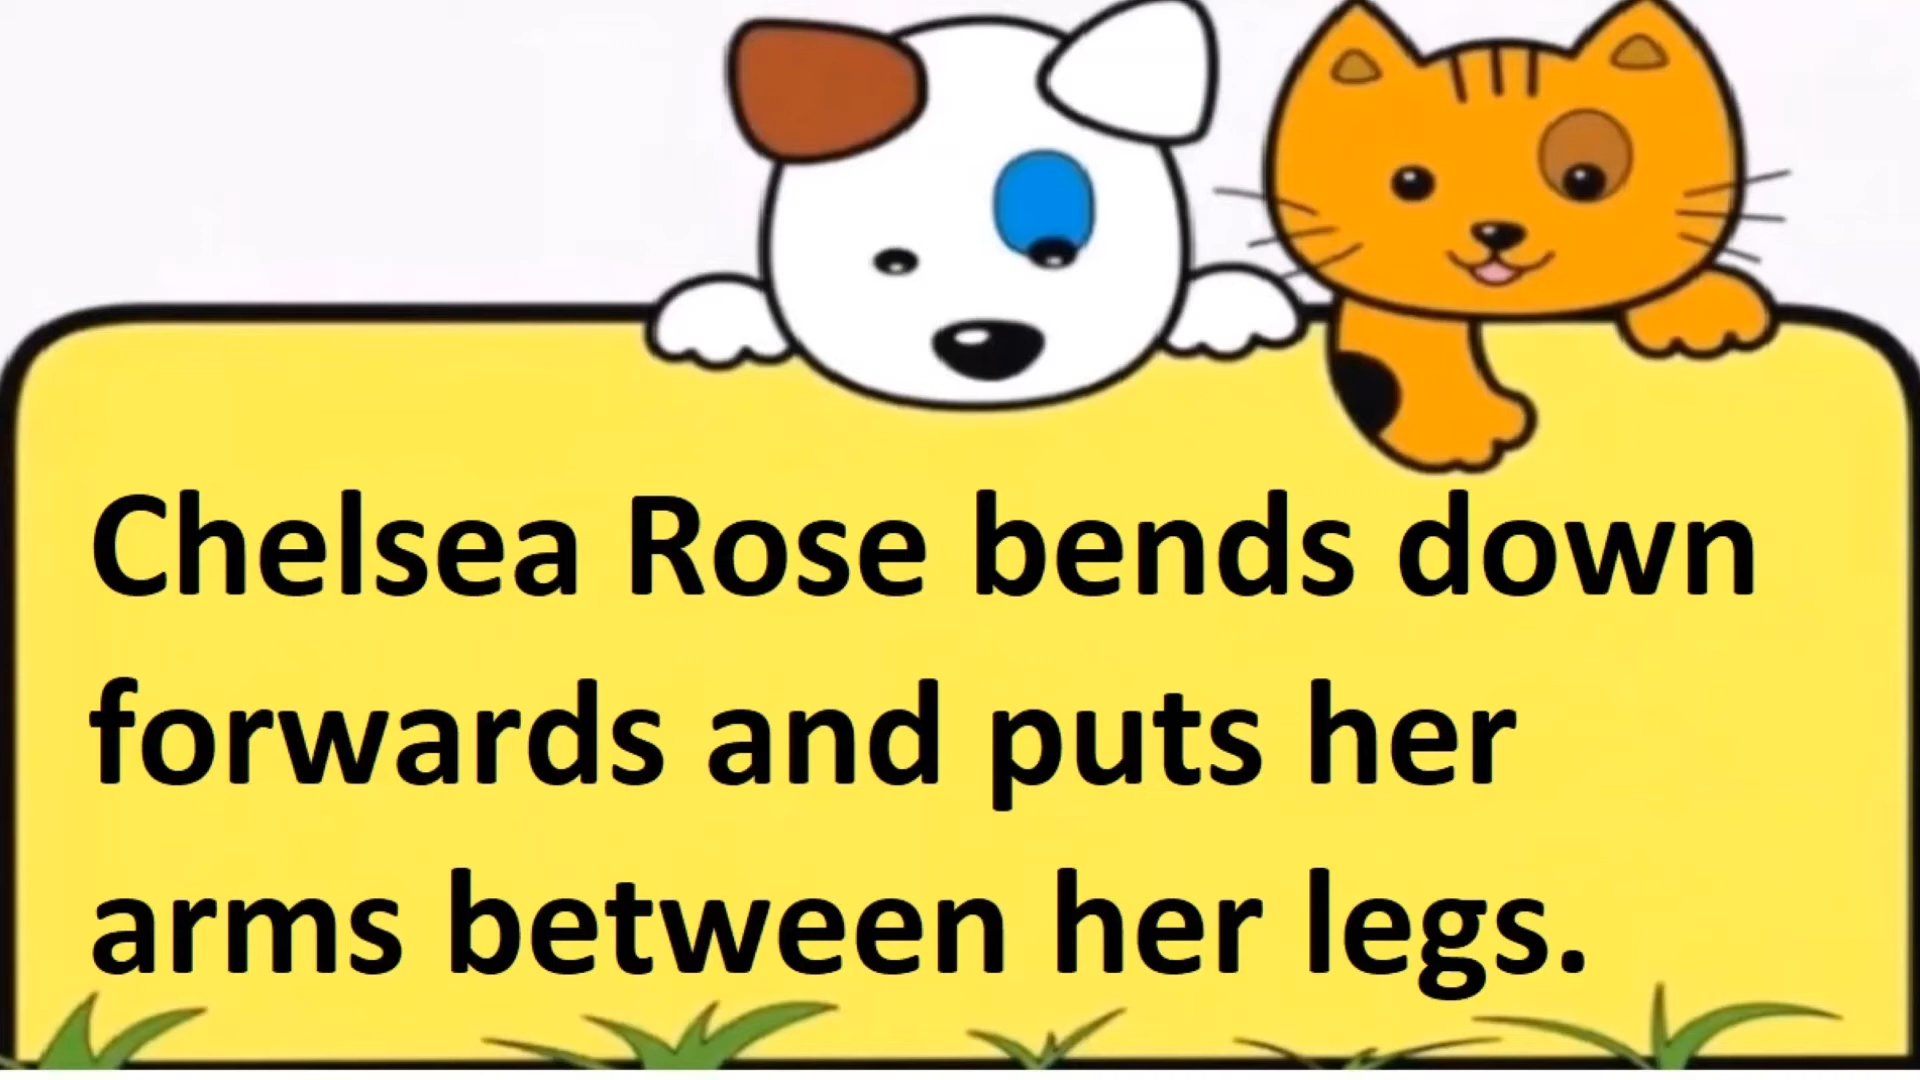 Chelsea Rose bends down
forwards and puts her
arms between her legs.